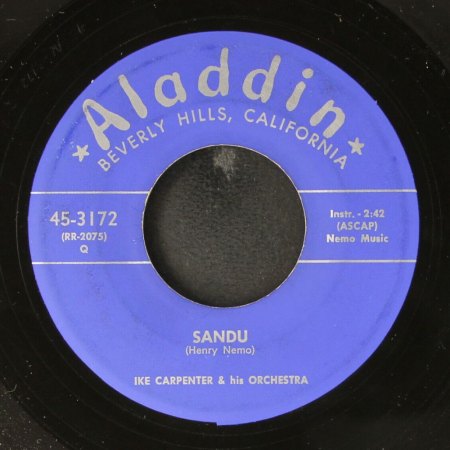 Aladdin
★ BEVERLY HILLS, CALIFORNIA ★
45-3172
(RR-2075)
Q
Instr. - 2:42
(ASCAP)
Nemo Music
SANDU
(Henry Nemo)
IKE CARPENTER & his ORCHESTRA